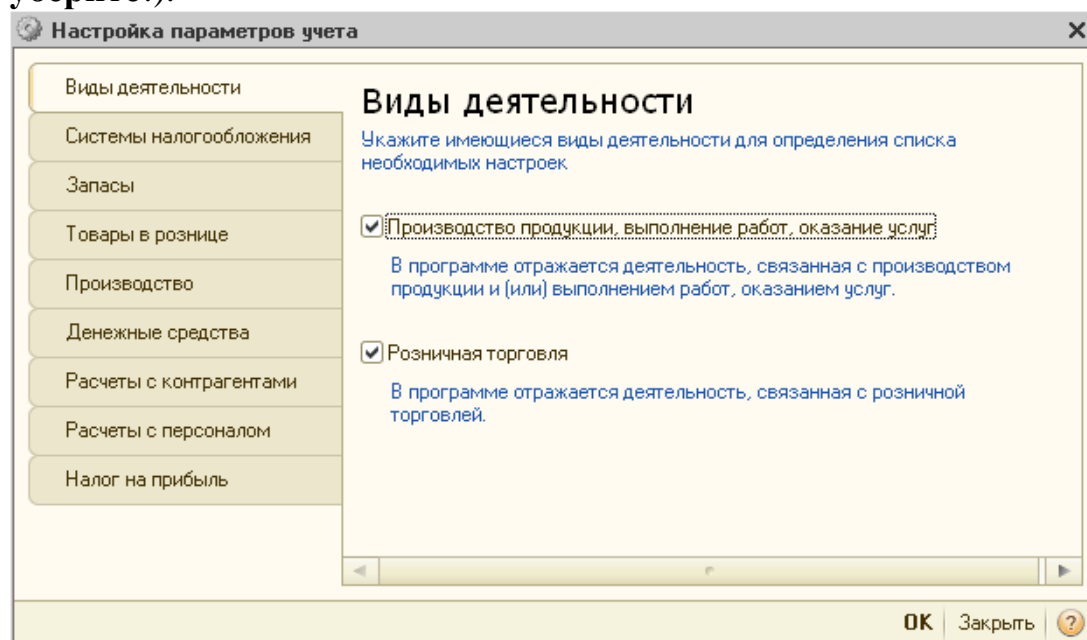 уберите.).
Настройка параметров учета
Виды деятельности
Системы налогообложения
Запасы
Товары в рознице
Производство
Денежные средства
Расчеты с контрагентами
Расчеты с персоналом
Налог на прибыль
Виды деятельности
Укажите имеющиеся виды деятельности для определения списка
необходимых настроек
Производство продукции, выполнение работ, оказание услуг
В программе отражается деятельность, связанная с производством
продукции и (или) выполнением работ, оказанием услуг.
Розничная торговля
В программе отражается деятельность, связанная с розничной
торговлей.
OK Закрыть ?